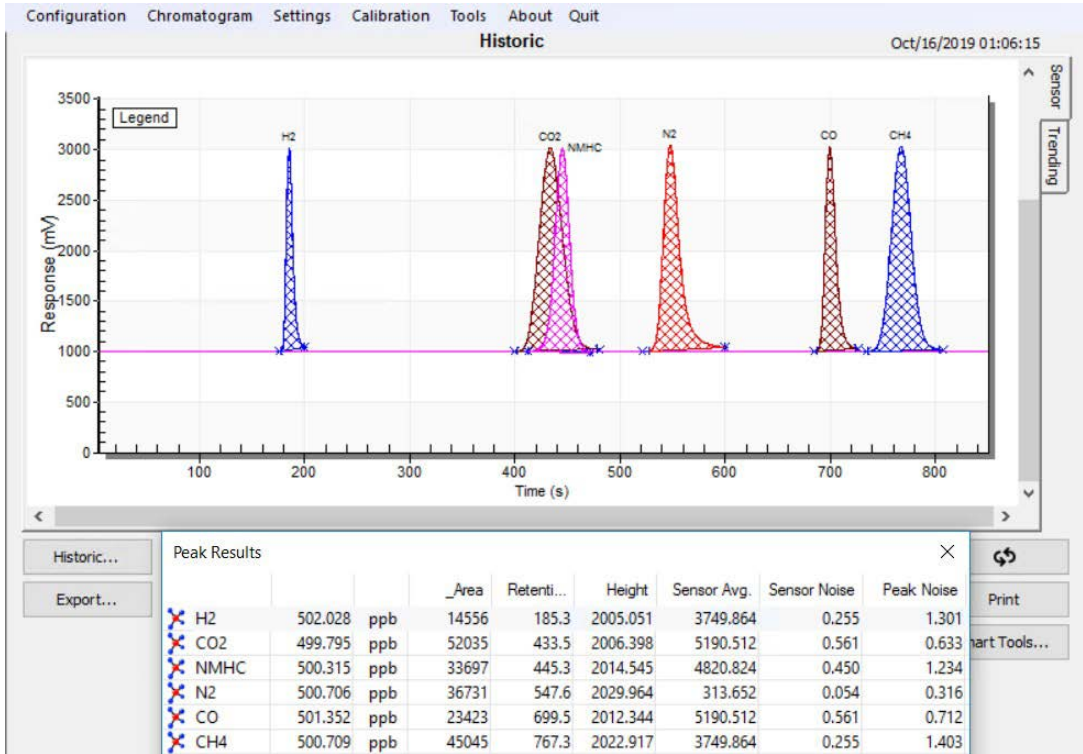 Configuration Chromatogram Settings Calibration Tools About Quit
Historic
Oct/16/2019 01:06:15
Sensor
Trending
Legend
H2
CO2
NMHC
N2
CO
CH4
Response (mV)
3500
3000
2500
2000
1500
1000
500
0
100 200 300 400 500 600 700 800
Time (s)
Historic...
Export...
Print
hart Tools...
Peak Results
_Area Retenti... Height Sensor Avg. Sensor Noise Peak Noise
H2 502.028 ppb 14556 185.3 2005.051 3749.864 0.255 1.301
CO2 499.795 ppb 52035 433.5 2006.398 5190.512 0.561 0.633
NMHC 500.315 ppb 33697 445.3 2014.545 4820.824 0.450 1.234
N2 500.706 ppb 36731 547.6 2029.964 313.652 0.054 0.316
CO 501.352 ppb 23423 699.5 2012.344 5190.512 0.561 0.712
CH4 500.709 ppb 45045 767.3 2022.917 3749.864 0.255 1.403